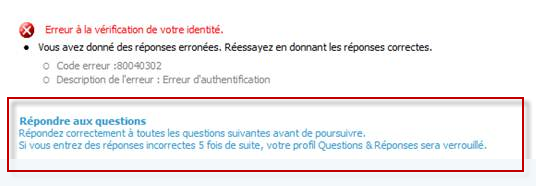 Erreur à la vérification de votre identité.
Vous avez donné des réponses erronées. Réessayez en donnant les réponses correctes.
Code erreur :80040302
Description de l'erreur : Erreur d'authentification
Répondre aux questions
Répondez correctement à toutes les questions suivantes avant de poursuivre.
Si vous entrez des réponses incorrectes 5 fois de suite, votre profil Questions & Réponses sera verrouillé.